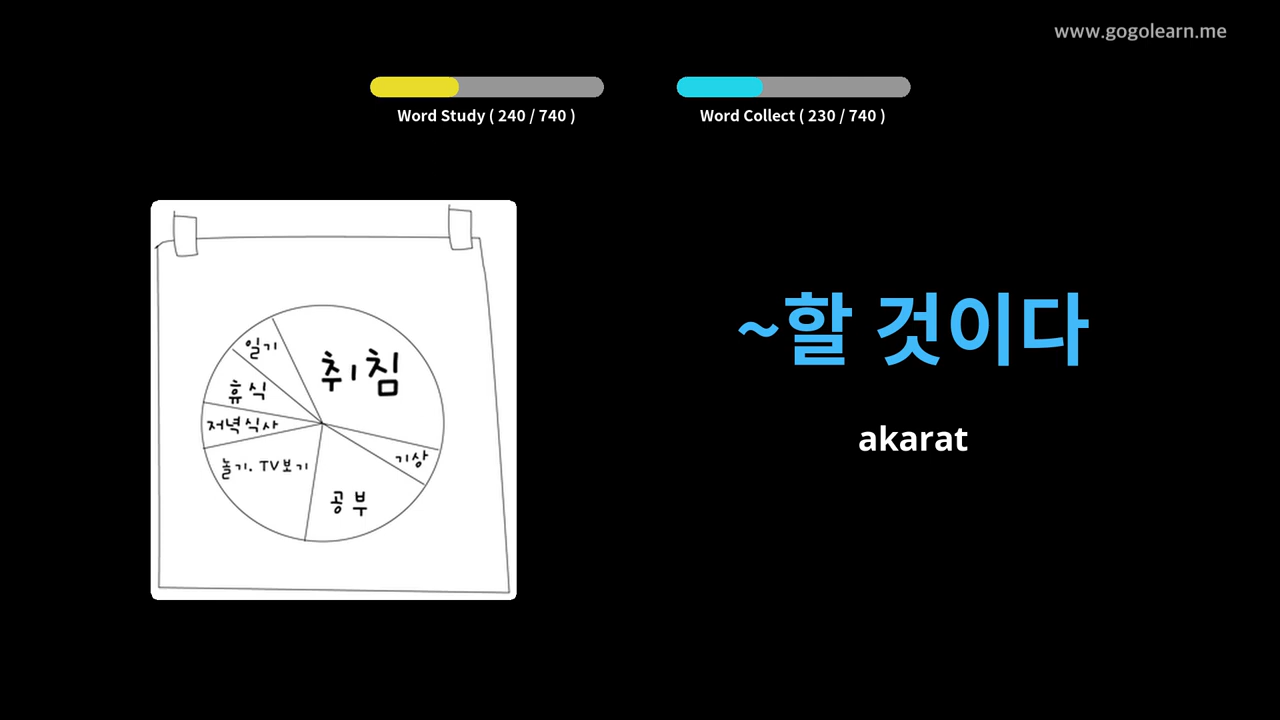 www.gogolearn.me
Word Study ( 240 / 740 )
Word Collect ( 230 / 740 )
일기
취침
휴식
저녁식사
놀기. TV보기
기상
공부
~할 것이다
akarat